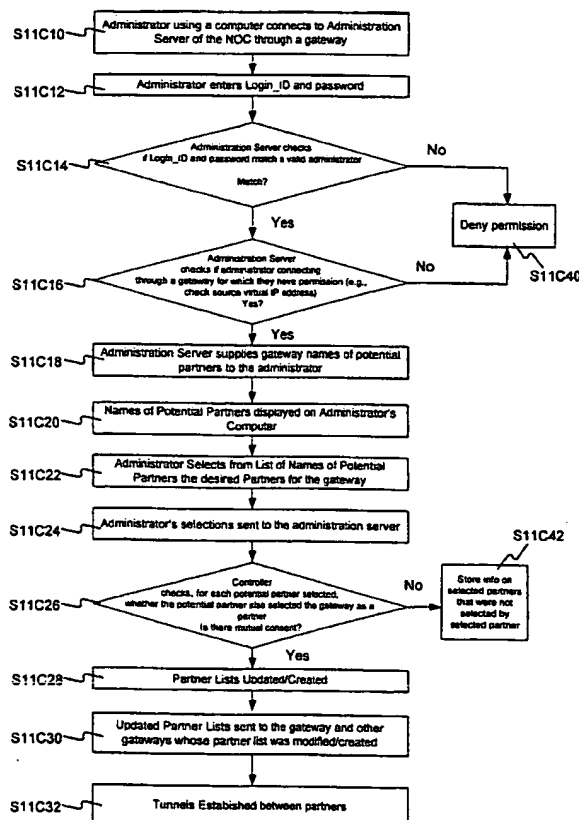 S11C10
Administrator using a computer connects to Administration
Server of the NOC through a gateway
S11C12
Administrator enters Login_ID and password
S11C14
Administration Server checks
if Login_ID and password match a valid administrator
Match?
No
Yes
Deny permission
S11C40
S11C16
Administration Server
checks if administrator connecting
through a gateway for which they have permission (e.g.,
check source virtual IP address)
Yes?
No
Yes
S11C18
Administration Server supplies gateway names of potential
partners to the administrator
S11C20
Names of Potential Partners displayed on Administrator's
Computer
S11C22
Administrator Selects from List of Names of Potential
Partners the desired Partners for the gateway
S11C24
Administrator's selections sent to the administration server
S11C42
Store info on
selected partners
that were not
selected by
selected partner
S11C26
Controller
checks, for each potential partner selected,
whether the potential partner also selected the gateway as a
partner
Is there mutual consent?
No
Yes
S11C28
Partner Lists Updated/Created
S11C30
Updated Partner Lists sent to the gateway and other
gateways whose partner list was modified/created
S11C32
Tunnels Established between partners